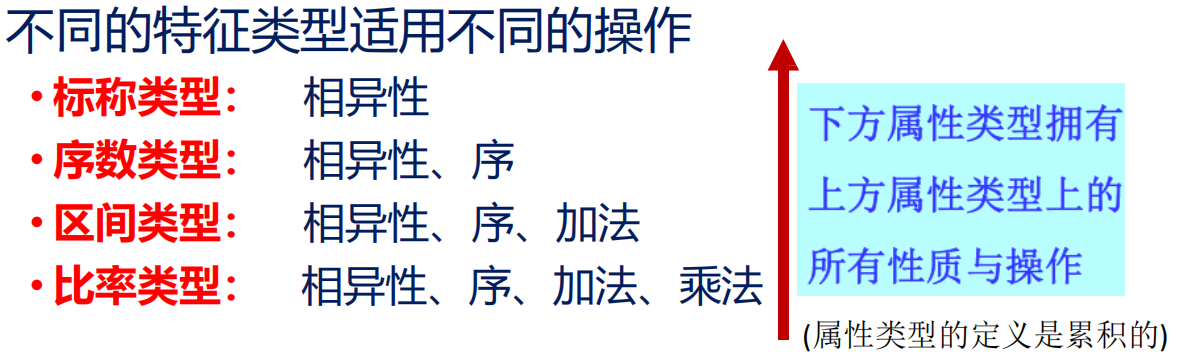 不同的特征类型适用不同的操作
•标称类型： 相异性
•序数类型： 相异性、序
•区间类型： 相异性、序、加法
•比率类型： 相异性、序、加法、乘法
下方属性类型拥有
上方属性类型上的
所有性质与操作
(属性类型的定义是累积的)